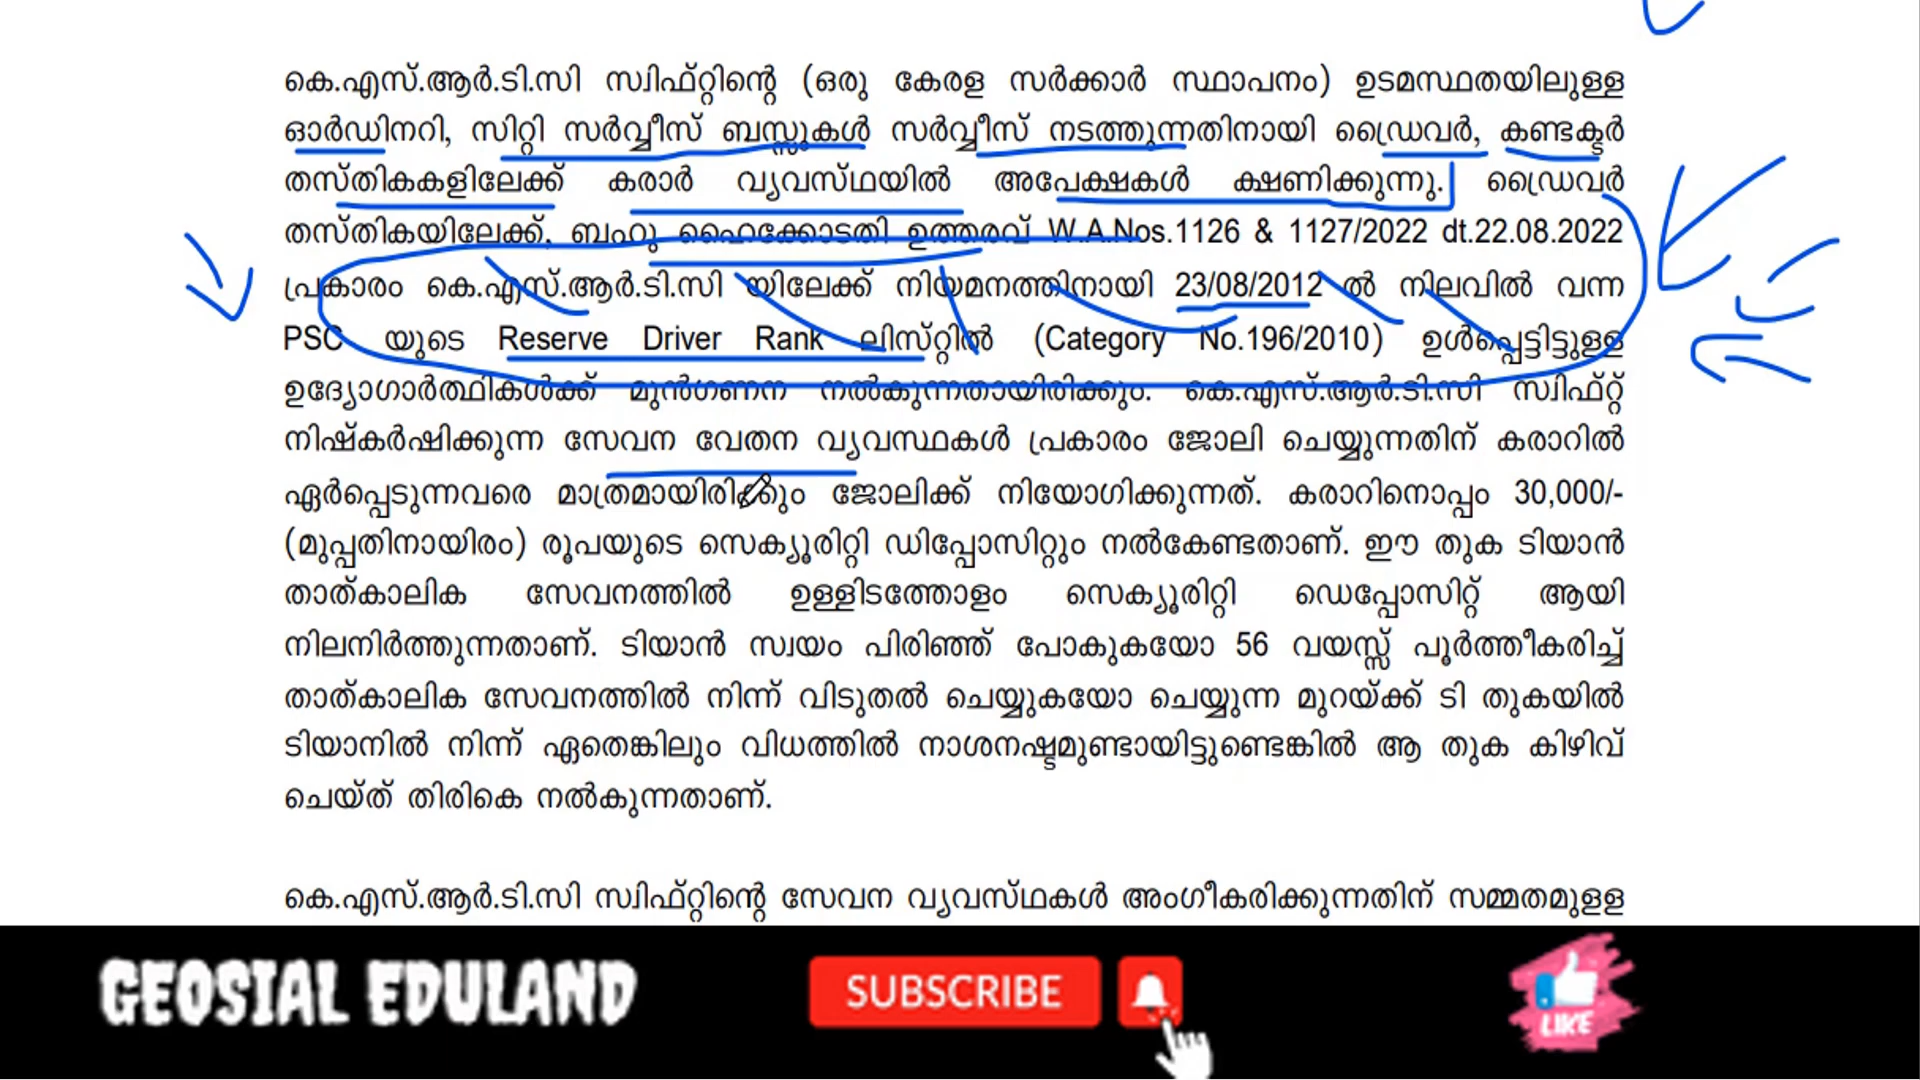 കെ.എസ്.ആർ.ടി.സി സ്വിഫ്റ്റിന്റെ (ഒരു കേരള സർക്കാർ സ്ഥാപനം) ഉടമസ്ഥതയിലുള്ള
ഓർഡിനറി, സിറ്റി സർവ്വീസ് ബസ്സുകൾ സർവ്വീസ് നടത്തുന്നതിനായി ഡ്രൈവർ, കണ്ടക്ടർ
തസ്തികകളിലേക്ക് കരാർ വ്യവസ്ഥയിൽ അപേക്ഷകൾ ക്ഷണിക്കുന്നു. ഡ്രൈവർ
തസ്തികയിലേക്ക്, ബഹു ഹൈക്കോടതി ഉത്തരവ് W.A.Nos.1126 & 1127/2022 dt.22.08.2022
പ്രകാരം കെ.എസ്.ആർ.ടി.സി യിലേക്ക് നിയമനത്തിനായി 23/08/2012 ൽ നിലവിൽ വന്ന
PSC യുടെ Reserve Driver Rank ലിസ്റ്റിൽ (Category No.196/2010) ഉൾപ്പെട്ടിട്ടുളള
ഉദ്യോഗാർത്ഥികൾക്ക് മുൻഗണന നൽകുന്നതായിരിക്കും. കെ.എസ്.ആർ.ടി.സി സ്വിഫ്റ്റ്
നിഷ്കർഷിക്കുന്ന സേവന വേതന വ്യവസ്ഥകൾ പ്രകാരം ജോലി ചെയ്യുന്നതിന് കരാറിൽ
ഏർപ്പെടുന്നവരെ മാത്രമായിരിക്കും ജോലിക്ക് നിയോഗിക്കുന്നത്. കരാറിനൊപ്പം 30,000/-
(മുപ്പതിനായിരം) രൂപയുടെ സെക്യൂരിറ്റി ഡിപ്പോസിറ്റും നൽകേണ്ടതാണ്. ഈ തുക ടിയാൻ
താത്കാലിക സേവനത്തിൽ ഉള്ളിടത്തോളം സെക്യൂരിറ്റി ഡെപ്പോസിറ്റ് ആയി
നിലനിർത്തുന്നതാണ്. ടിയാൻ സ്വയം പിരിഞ്ഞ് പോകുകയോ 56 വയസ്സ് പൂർത്തീകരിച്ച്
താത്കാലിക സേവനത്തിൽ നിന്ന് വിടുതൽ ചെയ്യുകയോ ചെയ്യുന്ന മുറയ്ക്ക് ടി തുകയിൽ
ടിയാനിൽ നിന്ന് ഏതെങ്കിലും വിധത്തിൽ നാശനഷ്ടമുണ്ടായിട്ടുണ്ടെങ്കിൽ ആ തുക കിഴിവ്
ചെയ്ത് തിരികെ നൽകുന്നതാണ്.
കെ.എസ്.ആർ.ടി.സി സ്വിഫ്റ്റിന്റെ സേവന വ്യവസ്ഥകൾ അംഗീകരിക്കുന്നതിന് സമ്മതമുളള
GEOSIAL EDULAND
SUBSCRIBE
LIKE